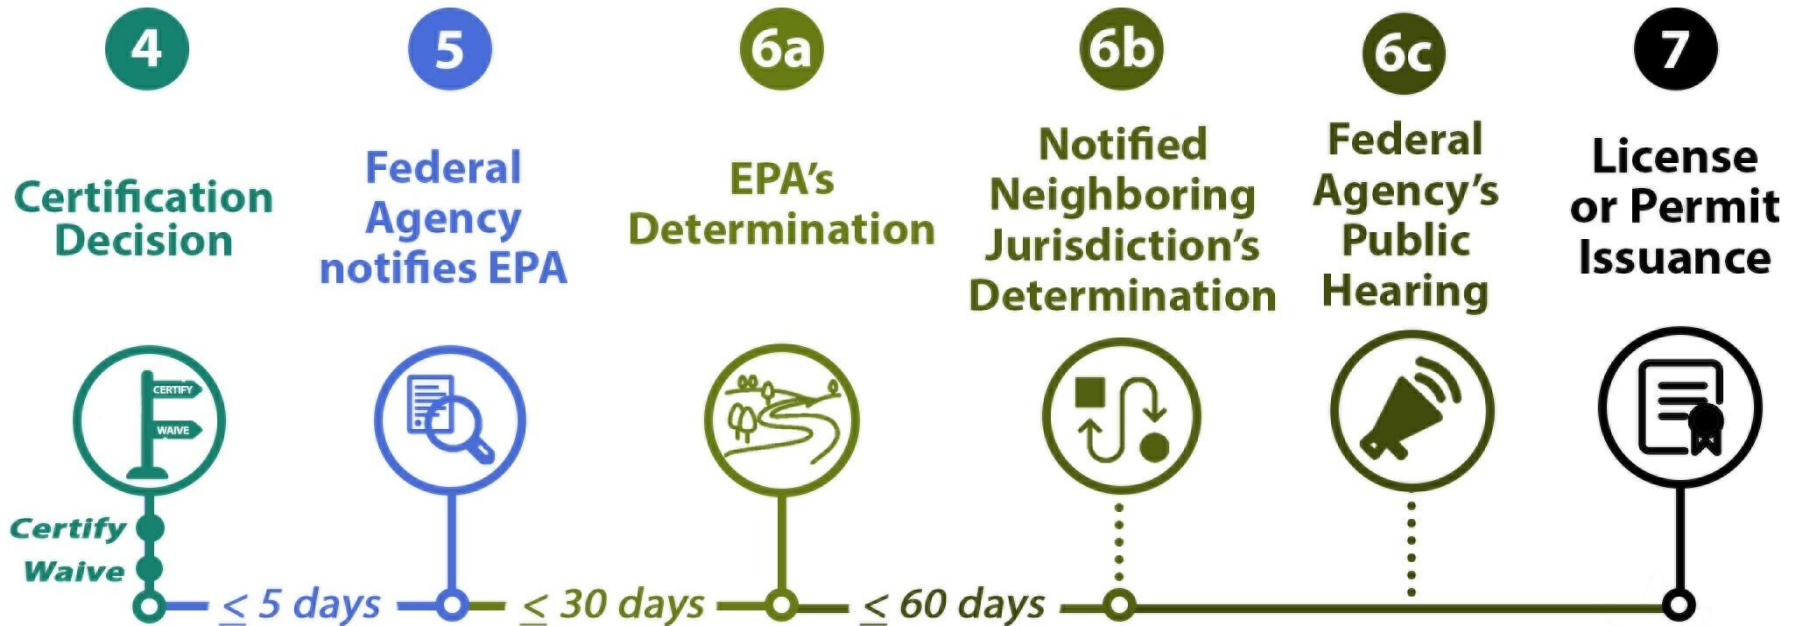 4
Certification
Decision
CERTIFY
WAIVE
Certify
Waive
≤ 5 days
5
Federal
Agency
notifies EPA
≤ 30 days
6a
EPA's
Determination
≤ 60 days
6b
Notified
Neighboring
Jurisdiction's
Determination
6c
Federal
Agency's
Public
Hearing
7
License
or Permit
Issuance